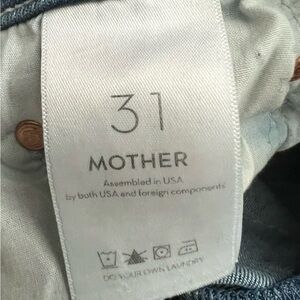 31
MOTHER
Assembled in USA
by both USA and foreign components
DO YOUR OWN LAUNDRY